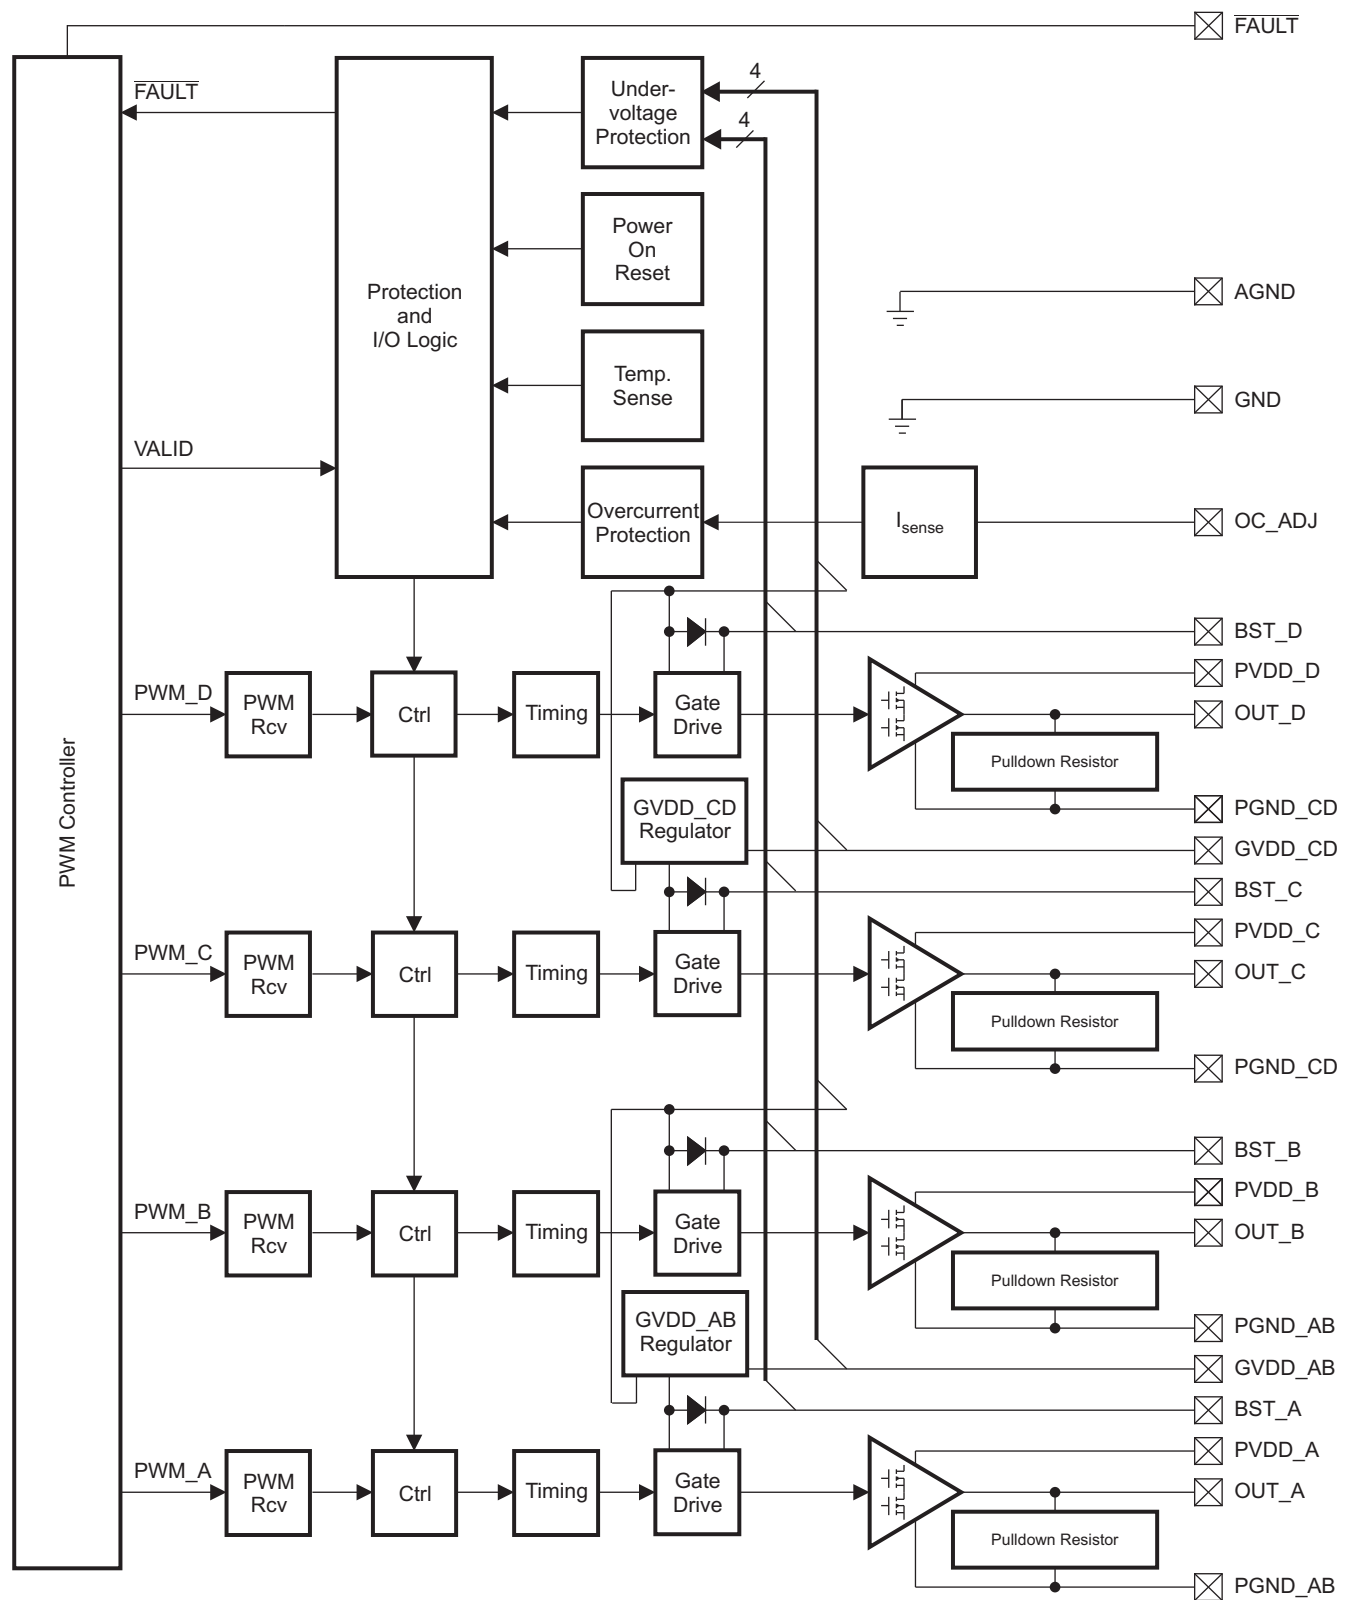 FAULT
FAULT
Under-
voltage
Protection
4
4
Power
On
Reset
Protection
and
I/O Logic
AGND
Temp.
Sense
GND
VALID
Overcurrent
Protection
Isense
OC_ADJ
BST_D
PVDD_D
PWM_D
PWM
Rcv
Ctrl
Timing
Gate
Drive
OUT_D
Pulldown Resistor
PWM Controller
GVDD_CD
Regulator
PGND_CD
GVDD_CD
BST_C
PVDD_C
PWM_C
PWM
Rcv
Ctrl
Timing
Gate
Drive
OUT_C
Pulldown Resistor
PGND_CD
BST_B
PVDD_B
PWM_B
PWM
Rcv
Ctrl
Timing
Gate
Drive
OUT_B
Pulldown Resistor
GVDD_AB
Regulator
PGND_AB
GVDD_AB
BST_A
PVDD_A
PWM_A
PWM
Rcv
Ctrl
Timing
Gate
Drive
OUT_A
Pulldown Resistor
PGND_AB